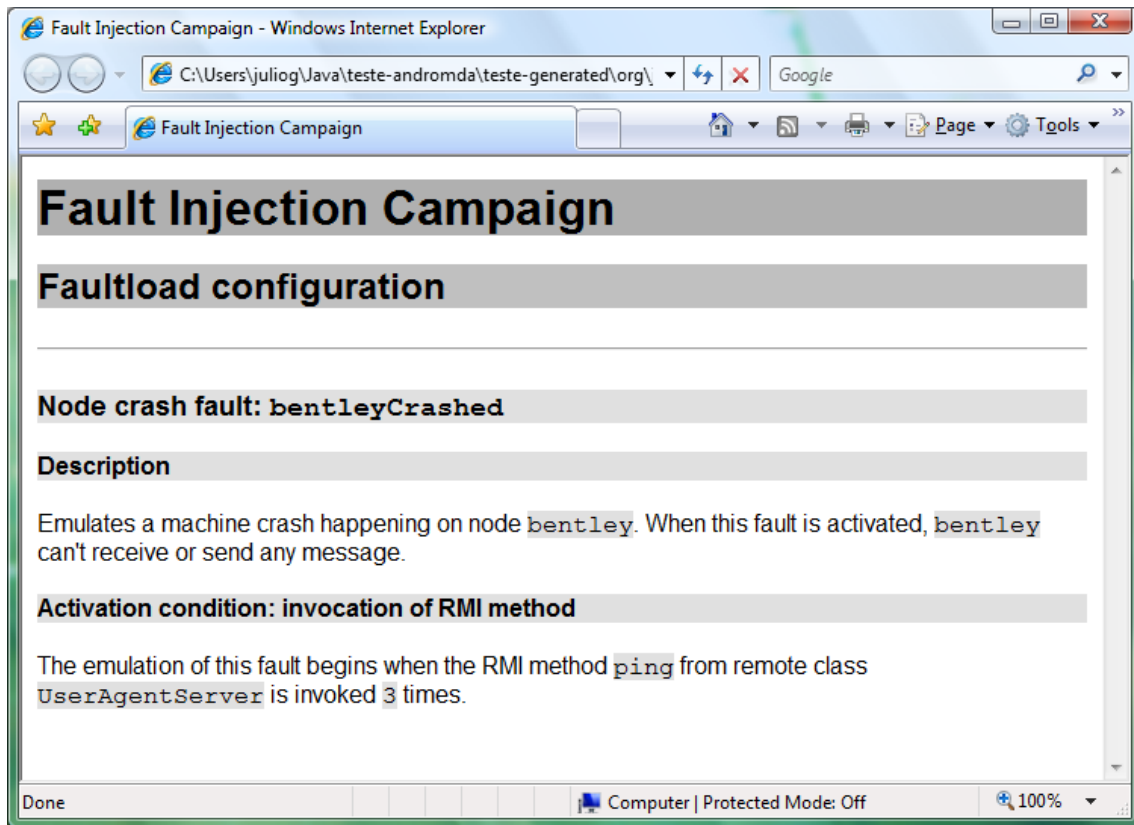 Fault Injection Campaign - Windows Internet Explorer
C:\Users\juliog\Java\teste-andromda\teste-generated\org\j
Google
Fault Injection Campaign
Page
Tools
Fault Injection Campaign
Faultload configuration
Node crash fault: bentleyCrashed
Description
Emulates a machine crash happening on node bentley. When this fault is activated, bentley
can't receive or send any message.
Activation condition: invocation of RMI method
The emulation of this fault begins when the RMI method ping from remote class
UserAgentServer is invoked 3 times.
Done
Computer | Protected Mode: Off
100%